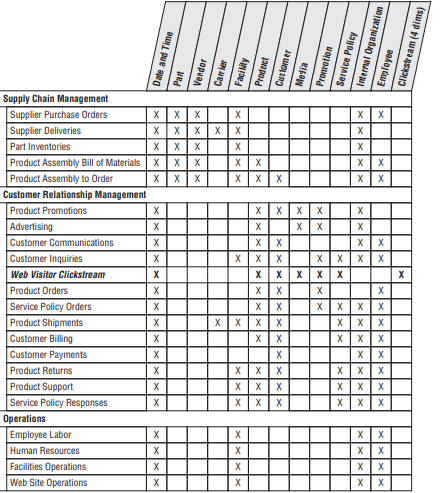 Date and Time
Part
Vendor
Carrier
Facility
Product
Customer
Media
Promotion
Service Policy
Internal Organization
Employee
Clickstream (4 dims)
Supply Chain Management
Supplier Purchase Orders X X X X X X
Supplier Deliveries X X X X X X
Part Inventories X X X X X
Product Assembly Bill of Materials X X X X X X X
Product Assembly to Order X X X X X X X X
Customer Relationship Management
Product Promotions X X X X X X
Advertising X X X X X
Customer Communications X X X X X
Customer Inquiries X X X X X X X X
Web Visitor Clickstream X X X X X X X
Product Orders X X X X X
Service Policy Orders X X X X X X X
Product Shipments X X X X X X X X
Customer Billing X X X X X X
Customer Payments X X X X
Product Returns X X X X X X X
Product Support X X X X X X X
Service Policy Responses X X X X X X X
Operations
Employee Labor X X X X
Human Resources X X X X
Facilities Operations X X X X
Web Site Operations X X X X